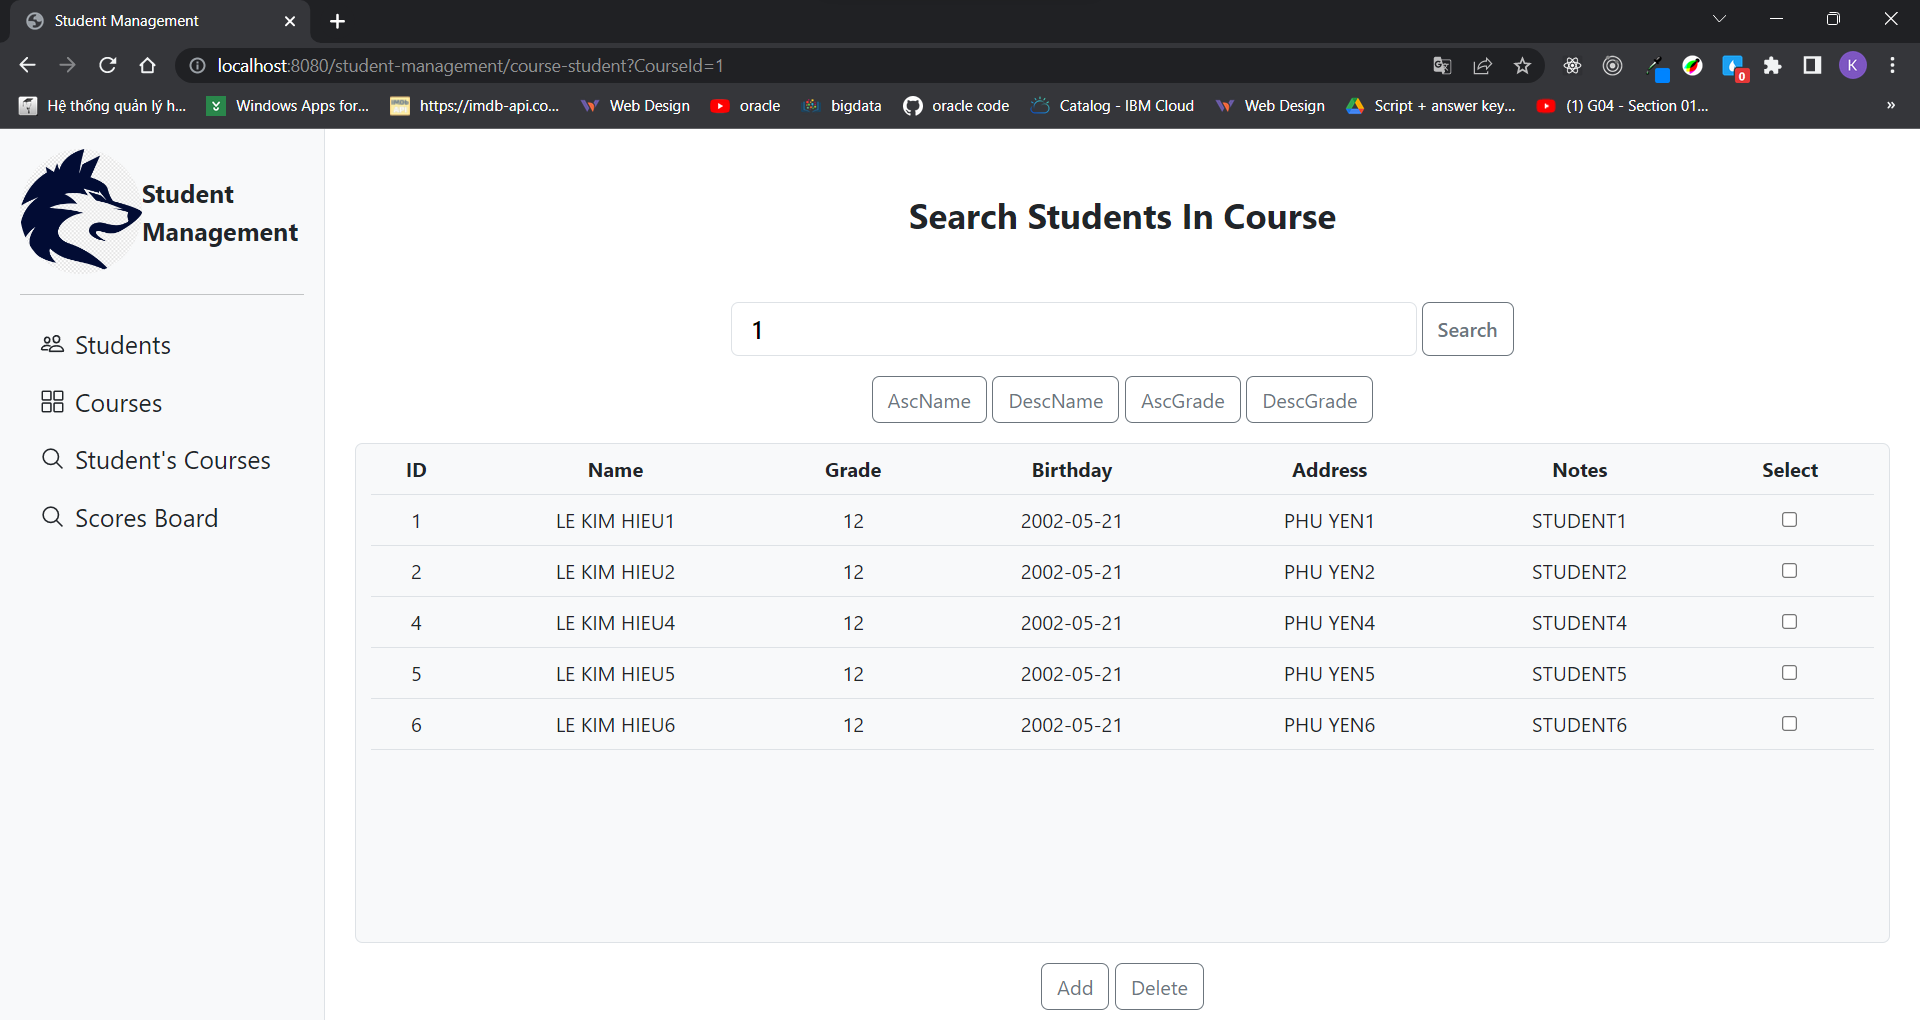 Student Management
localhost:8080/student-management/course-student?CourseId=1
0
K
Hệ thống quản lý h...
Windows Apps for...
https://imdb-api.co...
Web Design
oracle
bigdata
oracle code
Catalog - IBM Cloud
Web Design
Script + answer key...
(1) G04 - Section 01...
»
Student
Management
Students
Courses
Student's Courses
Scores Board
Search Students In Course
1 Search
AscName DescName AscGrade DescGrade
ID Name Grade Birthday Address Notes Select
1 LE KIM HIEU1 12 2002-05-21 PHU YEN1 STUDENT1
2 LE KIM HIEU2 12 2002-05-21 PHU YEN2 STUDENT2
4 LE KIM HIEU4 12 2002-05-21 PHU YEN4 STUDENT4
5 LE KIM HIEU5 12 2002-05-21 PHU YEN5 STUDENT5
6 LE KIM HIEU6 12 2002-05-21 PHU YEN6 STUDENT6
Add Delete